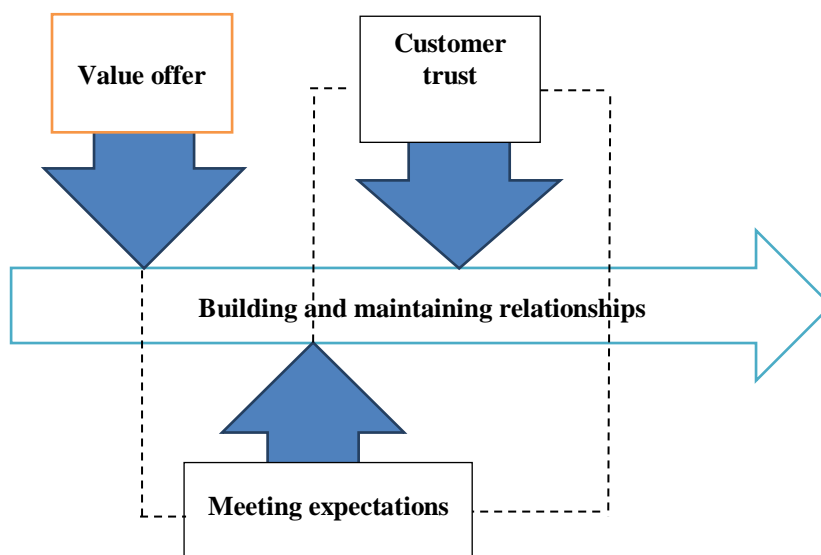 Value offer
Customer
trust
Building and maintaining relationships
Meeting expectations